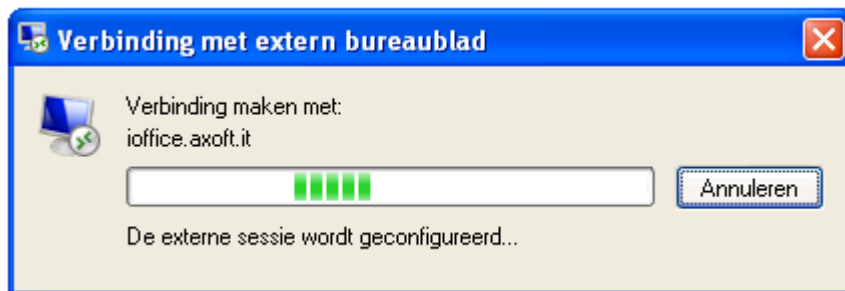 Verbinding met extern bureaublad
Verbinding maken met:
ioffice.axoft.it
Annuleren
De externe sessie wordt geconfigureerd...